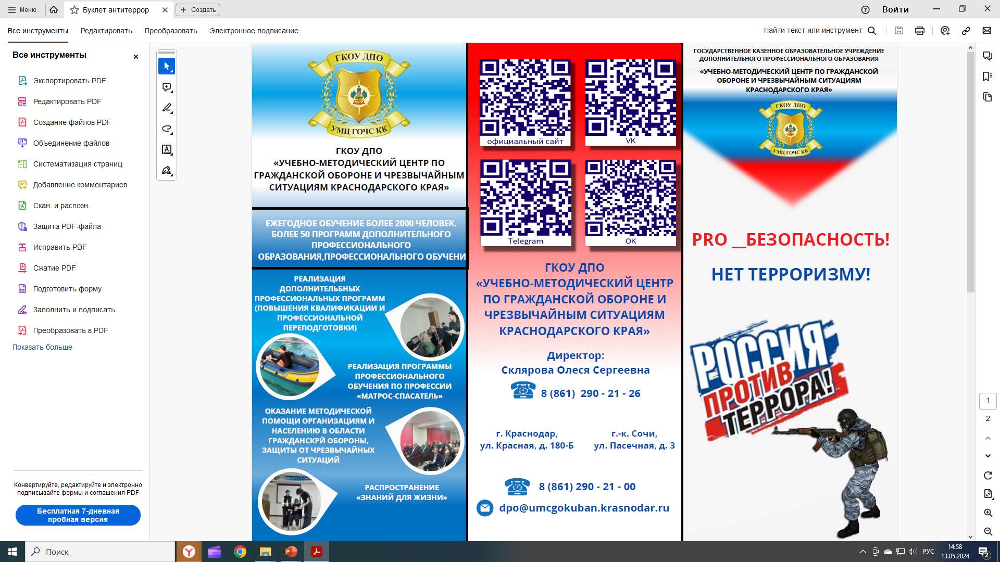 Меню
Буклет антитеррор
Создать
Войти
Все инструменты
Редактировать
Преобразовать
Электронное подписание
Найти текст или инструмент
Все инструменты
Экспортировать PDF
Редактировать PDF
Создание файлов PDF
Объединение файлов
Систематизация страниц
Добавление комментариев
Скан. и распозн.
Защита PDF-файла
Исправить PDF
Сжатие PDF
Подготовить форму
Заполнить и подписать
Преобразовать в PDF
Показать больше
Конвертируйте, редактируйте и электронно
подписывайте формы и соглашения PDF
Бесплатная 7-дневная
пробная версия
ГКОУ ДПО
УМЦ ГОЧС КК
ГКОУ ДПО
«УЧЕБНО-МЕТОДИЧЕСКИЙ ЦЕНТР ПО
ГРАЖДАНСКОЙ ОБОРОНЕ И ЧРЕЗВЫЧАЙНЫМ
СИТУАЦИЯМ КРАСНОДАРСКОГО КРАЯ»
ЕЖЕГОДНОЕ ОБУЧЕНИЕ БОЛЕЕ 2000 ЧЕЛОВЕК.
БОЛЕЕ 50 ПРОГРАММ ДОПОЛНИТЕЛЬНОГО
ПРОФЕССИОНАЛЬНОГО
ОБРАЗОВАНИЯ,ПРОФЕССИОНАЛЬНОГО ОБУЧЕНИ
РЕАЛИЗАЦИЯ
ДОПОЛНИТЕЛЬБНЫХ
ПРОФЕССИОНАЛЬНЫХ ПРОГРАММ
(ПОВЫШЕНИЯ КВАЛИФИКАЦИИ И
ПРОФЕССИОНАЛЬНОЙ
ПЕРЕПОДГОТОВКИ)
РЕАЛИЗАЦИЯ ПРОГРАММЫ
ПРОФЕССИОНАЛЬНОГО
ОБУЧЕНИЯ ПО ПРОФЕССИИ
«МАТРОС-СПАСАТЕЛЬ»
ОКАЗАНИЕ МЕТОДИЧЕСКОЙ
ПОМОЩИ ОРГАНИЗАЦИЯМ И
НАСЕЛЕНИЮ В ОБЛАСТИ
ГРАЖДАНСКРЙ ОБОРОНЫ,
ЗАЩИТЫ ОТ ЧРЕЗВЫЧАЙНЫХ
СИТУАЦИЙ
РАСПРОСТРАНЕНИЕ
«ЗНАНИЙ ДЛЯ ЖИЗНИ»
официальный сайт
VK
Telegram
OK
ГКОУ ДПО
«УЧЕБНО-МЕТОДИЧЕСКИЙ ЦЕНТР
ПО ГРАЖДАНСКОЙ ОБОРОНЕ И
ЧРЕЗВЫЧАЙНЫМ СИТУАЦИЯМ
КРАСНОДАРСКОГО КРАЯ»
Директор:
Склярова Олеся Сергеевна
8 (861) 290 - 21 - 26
г. Краснодар,
ул. Красная, д. 180-Б
г.-к. Сочи,
ул. Пасечная, д. 3
8 (861) 290 - 21 - 00
dpo@umcgokuban.krasnodar.ru
ГОСУДАРСТВЕННОЕ КАЗЕННОЕ ОБРАЗОВАТЕЛЬНОЕ УЧРЕЖДЕНИЕ
ДОПОЛНИТЕЛЬНОГО ПРОФЕССИОНАЛЬНОГО ОБРАЗОВАНИЯ
«УЧЕБНО-МЕТОДИЧЕСКИЙ ЦЕНТР ПО ГРАЖДАНСКОЙ
ОБОРОНЕ И ЧРЕЗВЫЧАЙНЫМ СИТУАЦИЯМ
КРАСНОДАРСКОГО КРАЯ»
ГКОУ ДПО
УМЦ ГОЧС КК
PRO __БЕЗОПАСНОСТЬ!
НЕТ ТЕРРОРИЗМУ!
РОССИЯ
ПРОТИВ
ТЕРРОРА!
1
2
Поиск
РУС
14:58
13.05.2024
2